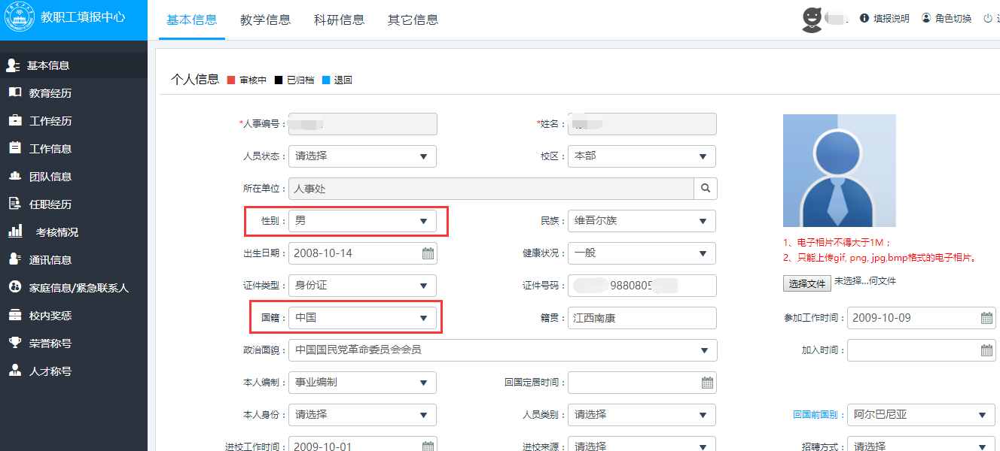 教职工填报中心
基本信息 教学信息 科研信息 其它信息
填报说明 角色切换
基本信息
教育经历
工作经历
工作信息
团队信息
任职经历
考核情况
通讯信息
家庭信息/紧急联系人
校内奖惩
荣誉称号
人才称号
个人信息 审核中 已归档 退回
*人事编号： *姓名：
人员状态： 请选择 校区： 本部
所在单位： 人事处
性别： 男 民族： 维吾尔族
出生日期： 2008-10-14 健康状况： 一般
1、电子相片不得大于1M；
2、只能上传gif, png, jpg,bmp格式的电子相片。
选择文件 未选择...何文件
证件类型： 身份证 证件号码： 9880805
国籍： 中国 籍贯： 江西南康 参加工作时间： 2009-10-09
政治面貌： 中国国民党革命委员会会员 加入时间：
本人编制： 事业编制 回国定居时间：
本人身份： 请选择 人员类别： 请选择 回国前国别： 阿尔巴尼亚
进校工作时间： 2009-10-01 进校来源： 请选择 招聘方式： 请选择